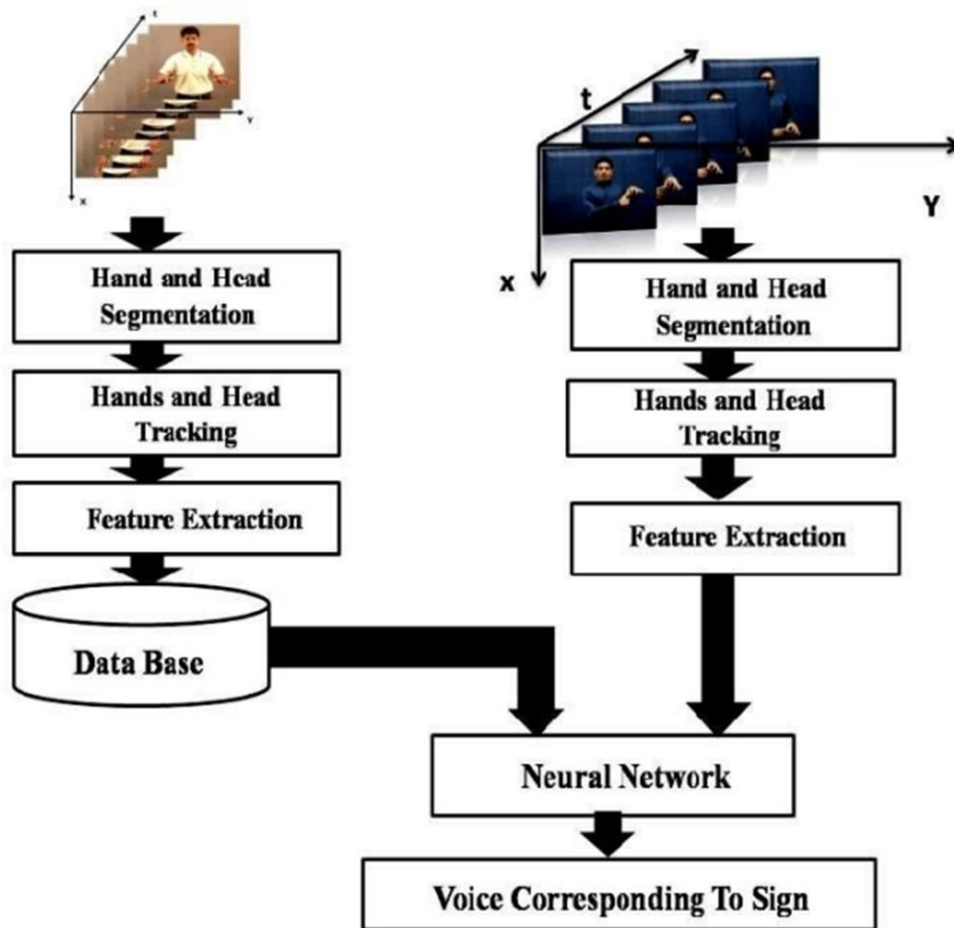 t
Y
X
Hand and Head
Segmentation
Hands and Head
Tracking
Feature Extraction
Data Base
t
Y
x
Hand and Head
Segmentation
Hands and Head
Tracking
Feature Extraction
Neural Network
Voice Corresponding To Sign